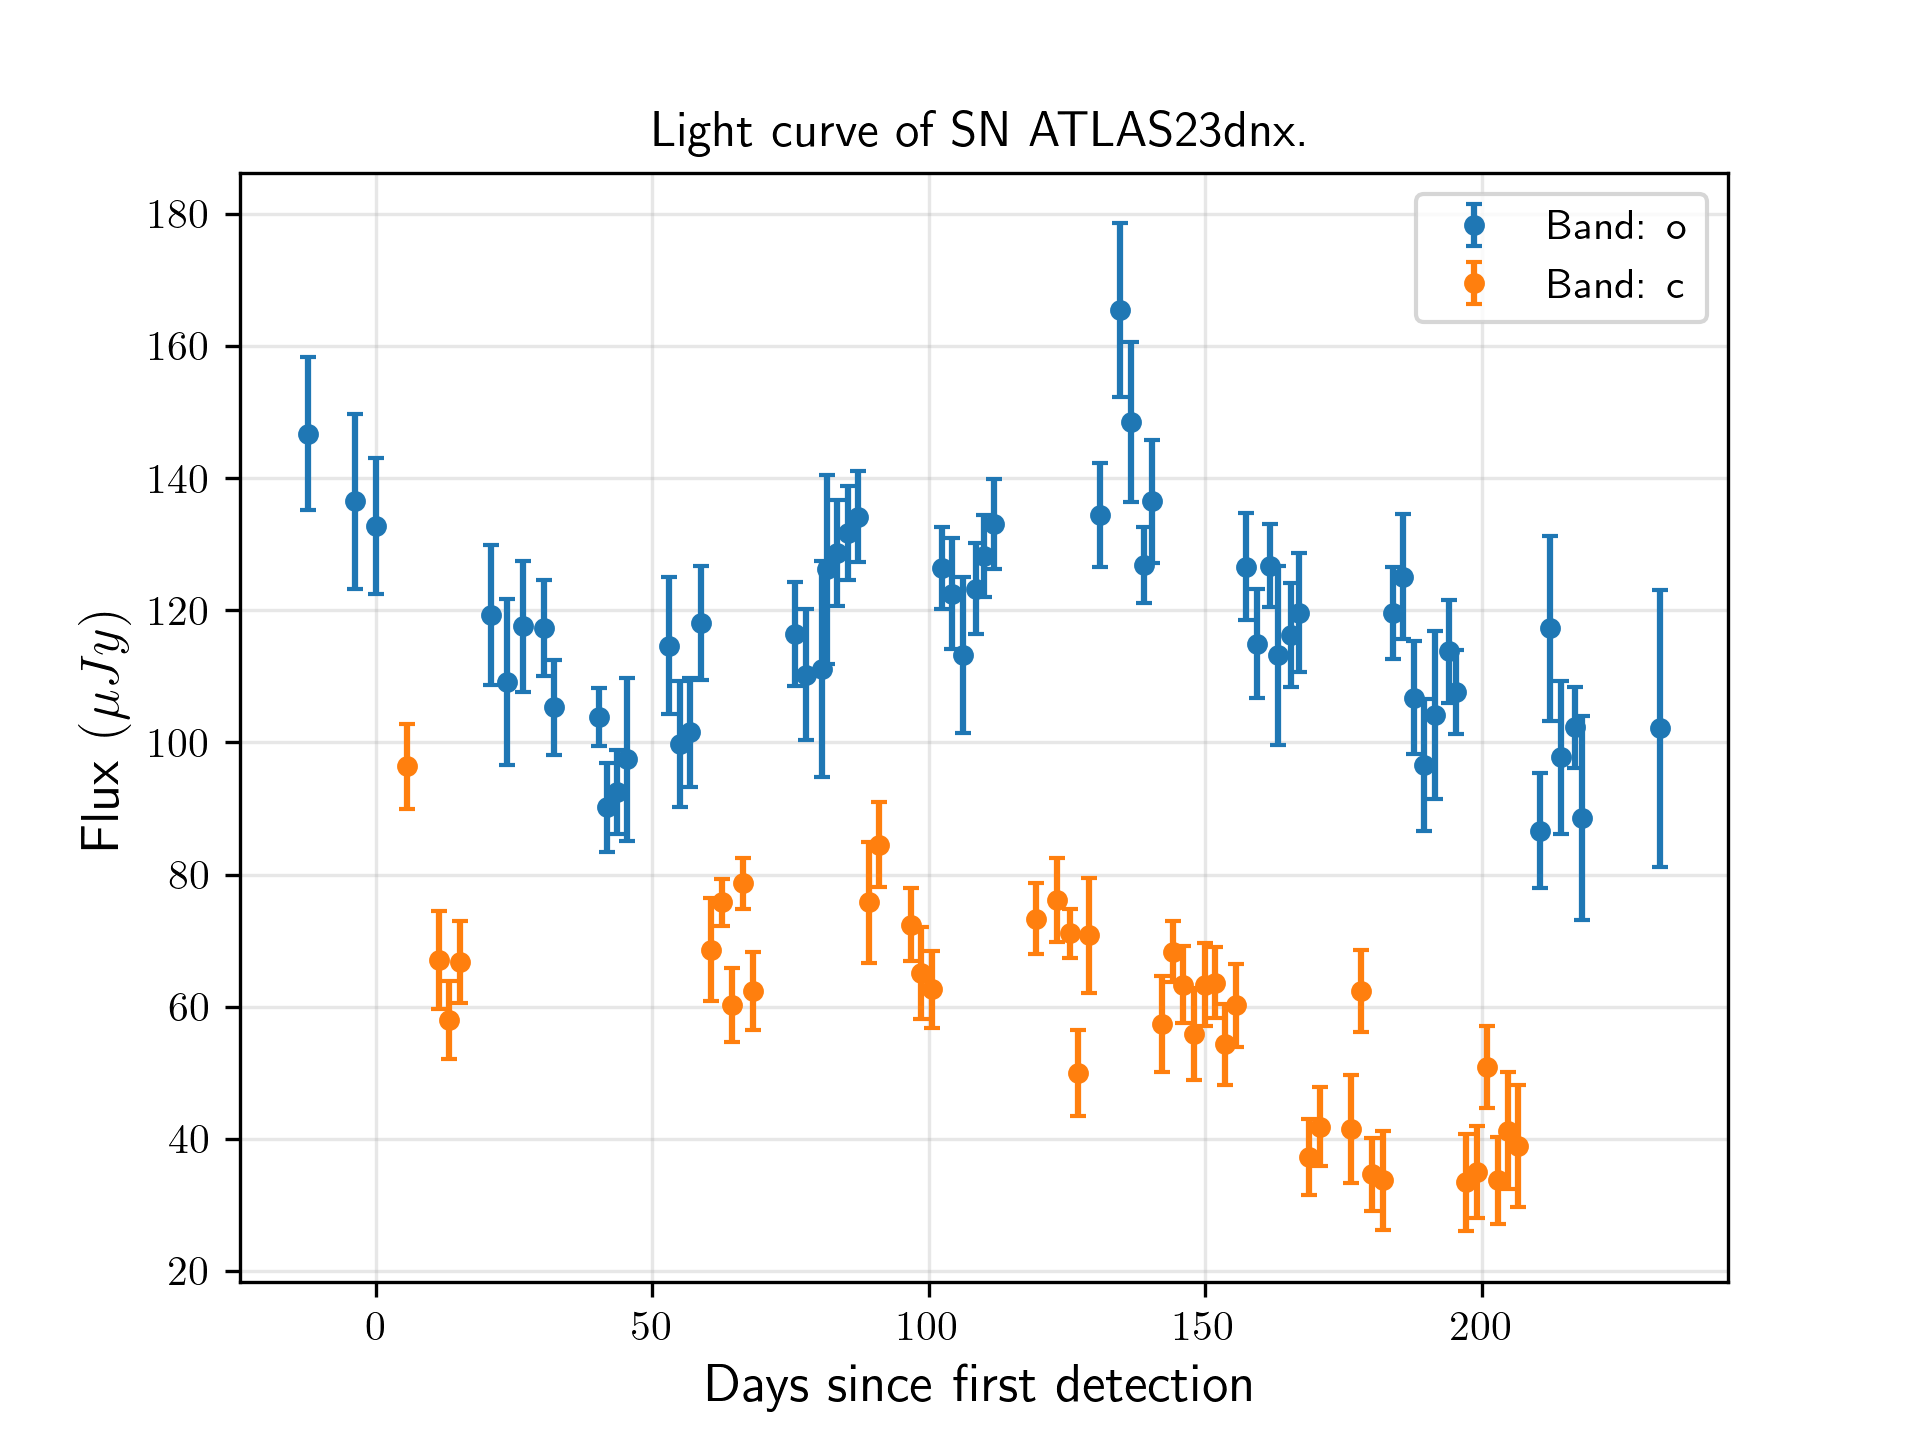 Light curve of SN ATLAS23dnx.
Band: o
Band: c
180
160
140
120
100
80
60
40
20
Flux (μJy)
0 50 100 150 200
Days since first detection